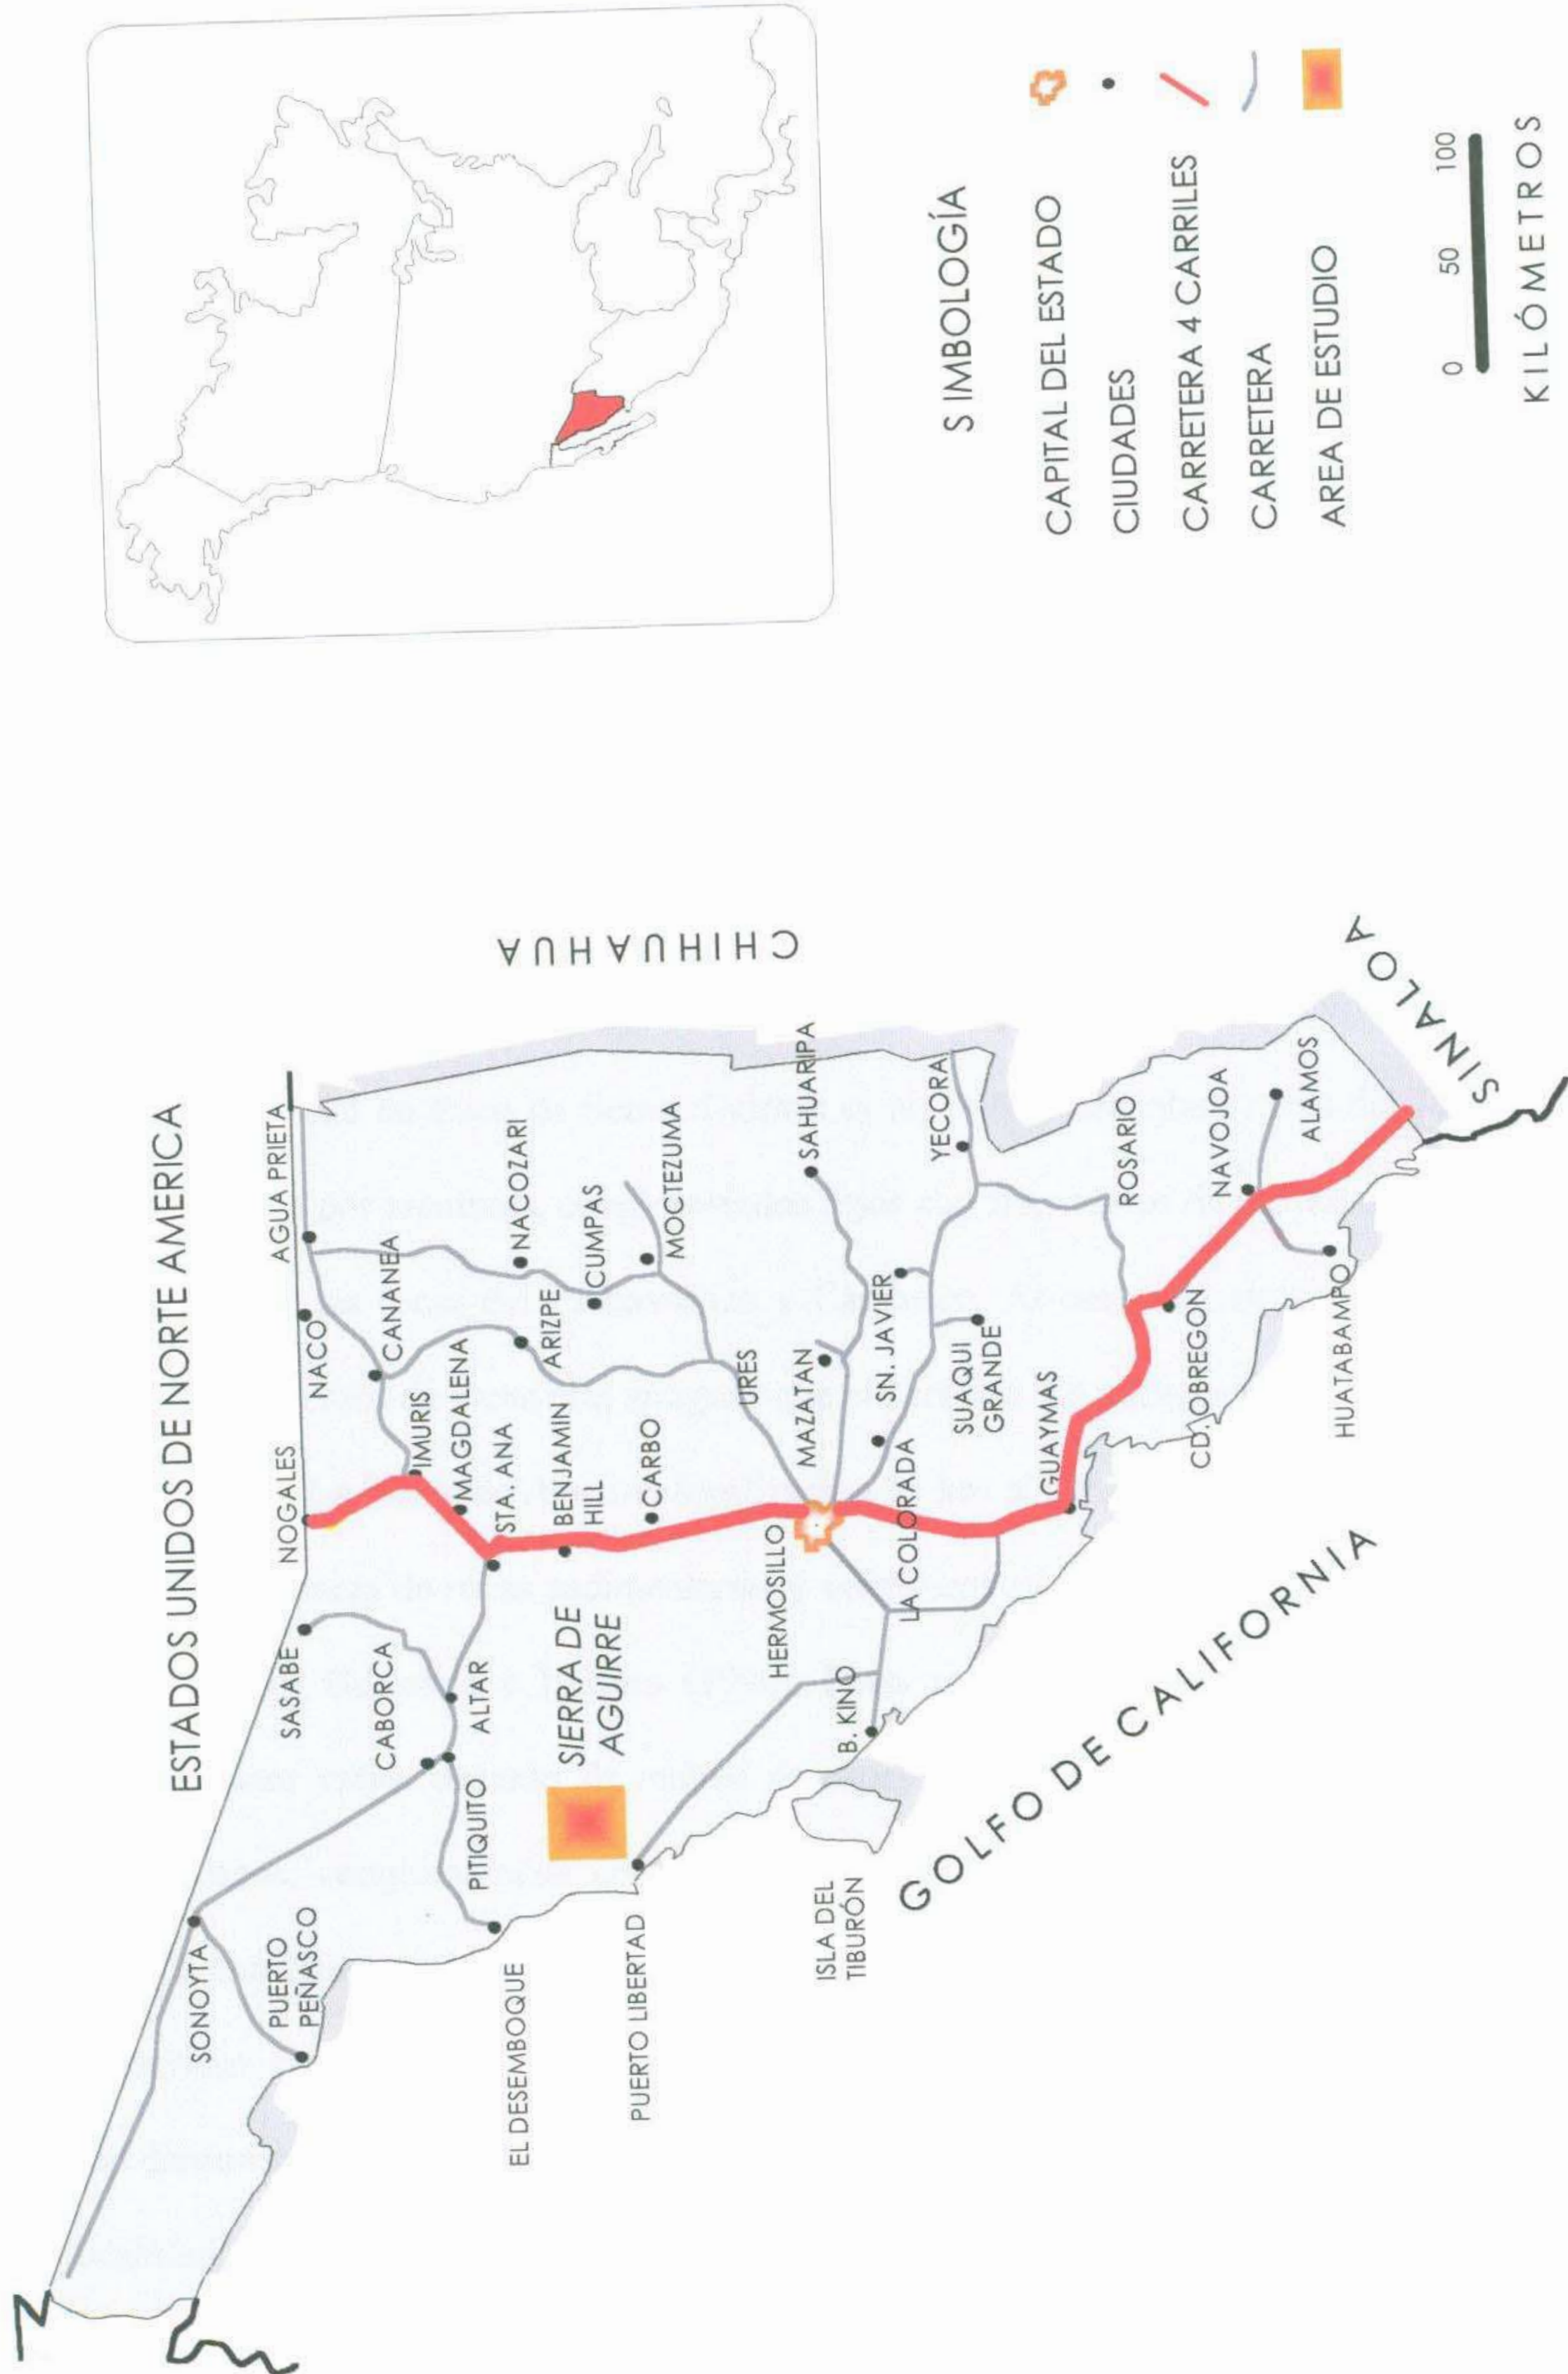 ESTADOS UNIDOS DE NORTE AMERICA
SONOYTA
PUERTO
PEÑASCO
SASABE
NOGALES
NACO
AGUA PRIETA
CABORCA
IMURIS
CANANEA
PITIQUITO
ALTAR
MAGDALENA
STA. ANA
ARIZPE
NACOZARI
EL DESEMBOQUE
SIERRA DE
AGUIRRE
BENJAMIN
HILL
CUMPAS
MOCTEZUMA
CHIHUAHUA
PUERTO LIBERTAD
CARBO
URES
HERMOSILLO
MAZATAN
SAHUARIPA
ISLA DEL
TIBURÓN
B. KINO
LA COLORADA
SN. JAVIER
YECORA
SUAQUI
GRANDE
GUAYMAS
ROSARIO
GOLFO DE CALIFORNIA
CD. OBREGON
NAVOJOA
ALAMOS
HUATABAMPO
SINALOA
SIMBOLOGÍA
CAPITAL DEL ESTADO
CIUDADES
CARRETERA 4 CARRILES
CARRETERA
AREA DE ESTUDIO
0 50 100
KILÓMETROS